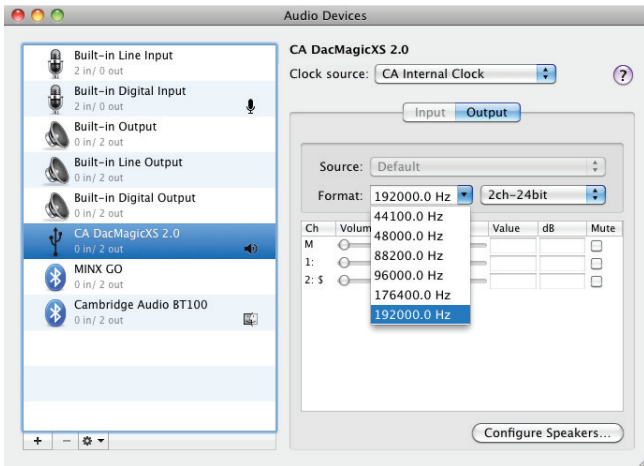 Audio Devices
Built-in Line Input
2 in/ 0 out
Built-in Digital Input
2 in/ 0 out
Built-in Output
0 in/ 2 out
Built-in Line Output
0 in/ 2 out
Built-in Digital Output
0 in/ 2 out
CA DacMagicXS 2.0
0 in/ 2 out
MINX GO
0 in/ 2 out
Cambridge Audio BT100
0 in/ 2 out
+ −
CA DacMagicXS 2.0
Clock source: CA Internal Clock ?
Input Output
Source: Default
Format: 192000.0 Hz 2ch-24bit
44100.0 Hz
48000.0 Hz
88200.0 Hz
96000.0 Hz
176400.0 Hz
192000.0 Hz
Ch Volum Value dB Mute
M
1:
2: $
Configure Speakers...